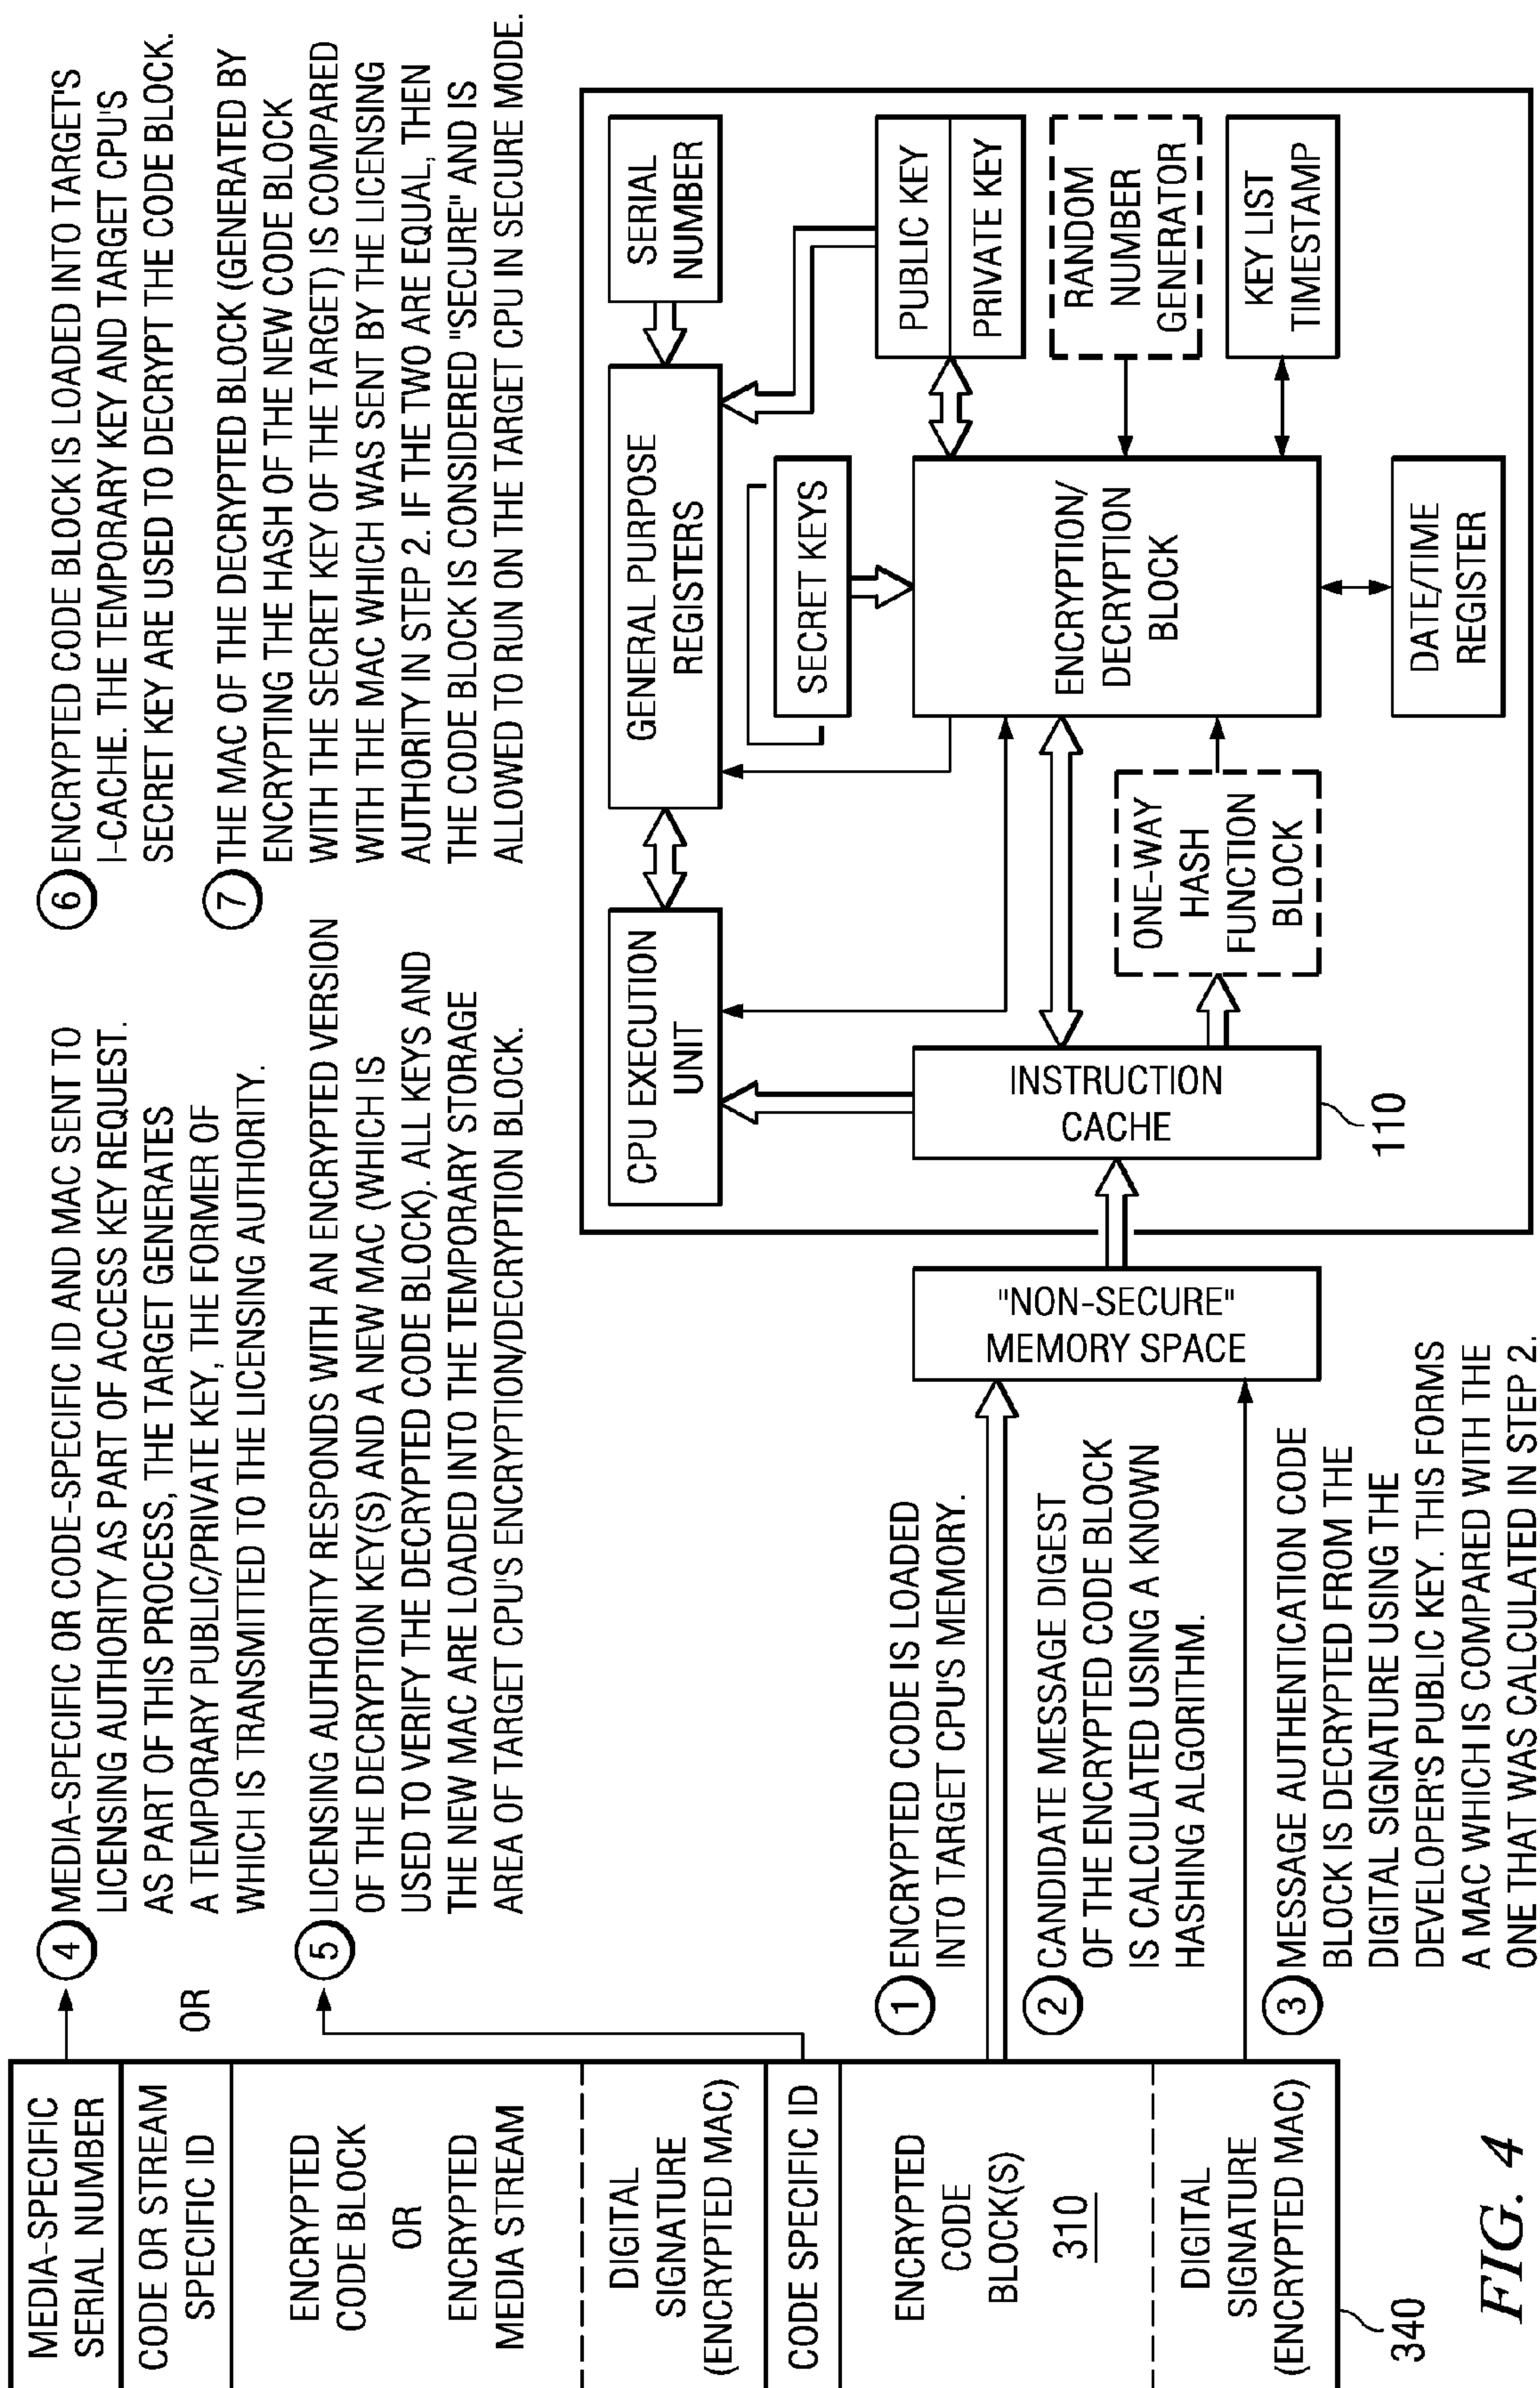 MEDIA-SPECIFIC
SERIAL NUMBER
CODE OR STREAM
SPECIFIC ID
ENCRYPTED
CODE BLOCK
OR
ENCRYPTED
MEDIA STREAM
DIGITAL
SIGNATURE
(ENCRYPTED MAC)
CODE SPECIFIC ID
ENCRYPTED
CODE
BLOCK(S)
310
DIGITAL
SIGNATURE
(ENCRYPTED MAC)
340
OR
4 MEDIA-SPECIFIC OR CODE-SPECIFIC ID AND MAC SENT TO
LICENSING AUTHORITY AS PART OF ACCESS KEY REQUEST.
AS PART OF THIS PROCESS, THE TARGET GENERATES
A TEMPORARY PUBLIC/PRIVATE KEY, THE FORMER OF
WHICH IS TRANSMITTED TO THE LICENSING AUTHORITY.
5 LICENSING AUTHORITY RESPONDS WITH AN ENCRYPTED VERSION
OF THE DECRYPTION KEY(S) AND A NEW MAC (WHICH IS
USED TO VERIFY THE DECRYPTED CODE BLOCK). ALL KEYS AND
THE NEW MAC ARE LOADED INTO THE TEMPORARY STORAGE
AREA OF TARGET CPU'S ENCRYPTION/DECRYPTION BLOCK.
6 ENCRYPTED CODE BLOCK IS LOADED INTO TARGET'S
I-CACHE. THE TEMPORARY KEY AND TARGET CPU'S
SECRET KEY ARE USED TO DECRYPT THE CODE BLOCK.
7 THE MAC OF THE DECRYPTED BLOCK (GENERATED BY
ENCRYPTING THE HASH OF THE NEW CODE BLOCK
WITH THE SECRET KEY OF THE TARGET) IS COMPARED
WITH THE MAC WHICH WAS SENT BY THE LICENSING
AUTHORITY IN STEP 2. IF THE TWO ARE EQUAL, THEN
THE CODE BLOCK IS CONSIDERED "SECURE" AND IS
ALLOWED TO RUN ON THE TARGET CPU IN SECURE MODE.
1 ENCRYPTED CODE IS LOADED
INTO TARGET CPU'S MEMORY.
2 CANDIDATE MESSAGE DIGEST
OF THE ENCRYPTED CODE BLOCK
IS CALCULATED USING A KNOWN
HASHING ALGORITHM.
3 MESSAGE AUTHENTICATION CODE
BLOCK IS DECRYPTED FROM THE
DIGITAL SIGNATURE USING THE
DEVELOPER'S PUBLIC KEY. THIS FORMS
A MAC WHICH IS COMPARED WITH THE
ONE THAT WAS CALCULATED IN STEP 2.
"NON-SECURE"
MEMORY SPACE
CPU EXECUTION
UNIT
GENERAL PURPOSE
REGISTERS
SERIAL
NUMBER
SECRET KEYS
PUBLIC KEY
PRIVATE KEY
INSTRUCTION
CACHE
110
ENCRYPTION/
DECRYPTION
BLOCK
RANDOM
NUMBER
GENERATOR
ONE-WAY
HASH
FUNCTION
BLOCK
KEY LIST
TIMESTAMP
DATE/TIME
REGISTER
FIG. 4